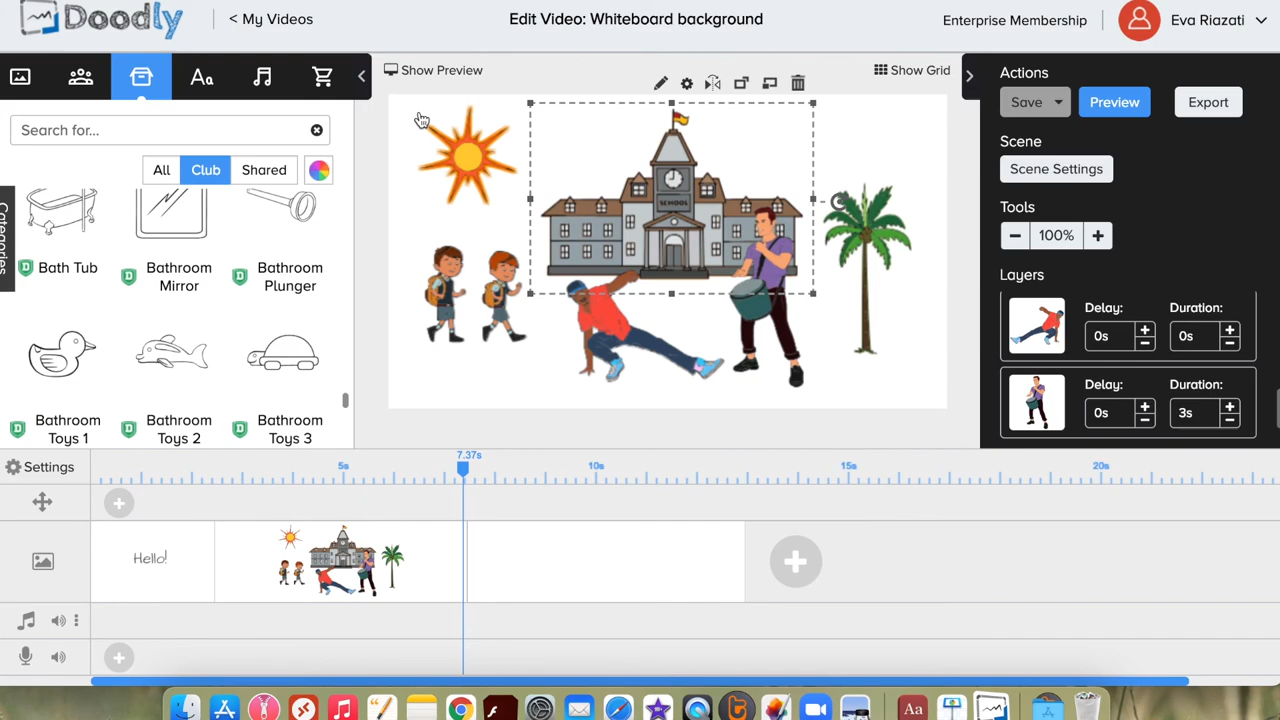 Doodly
< My Videos
Edit Video: Whiteboard background
Enterprise Membership
Eva Riazati
Aa
Show Preview
Show Grid
Search for...
All
Club
Shared
Categories
Bath Tub
Bathroom Mirror
Bathroom Plunger
Bathroom Toys 1
Bathroom Toys 2
Bathroom Toys 3
SCHOOL
Actions
Save
Preview
Export
Scene
Scene Settings
Tools
100%
Layers
Delay:
Duration:
0s
0s
Delay:
Duration:
0s
3s
Settings
7.37s
5s
10s
15s
20s
Hello!
Aa